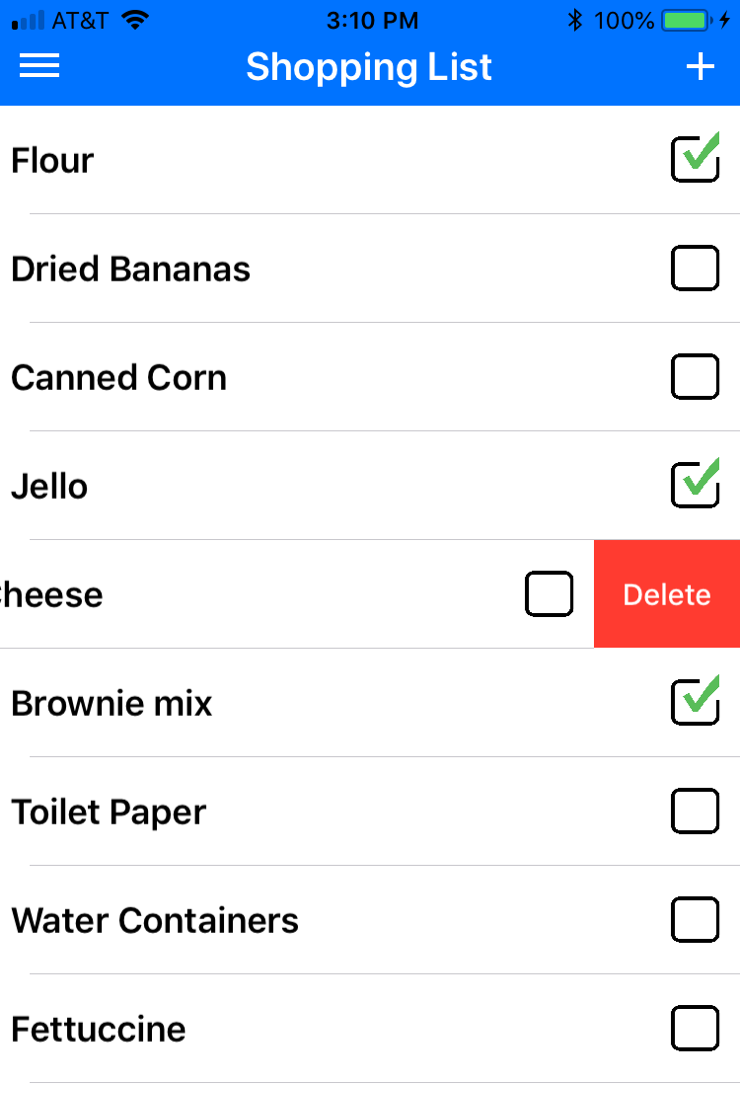 AT&T 3:10 PM 100%
Shopping List +
Flour
Dried Bananas
Canned Corn
Jello
heese Delete
Brownie mix
Toilet Paper
Water Containers
Fettuccine